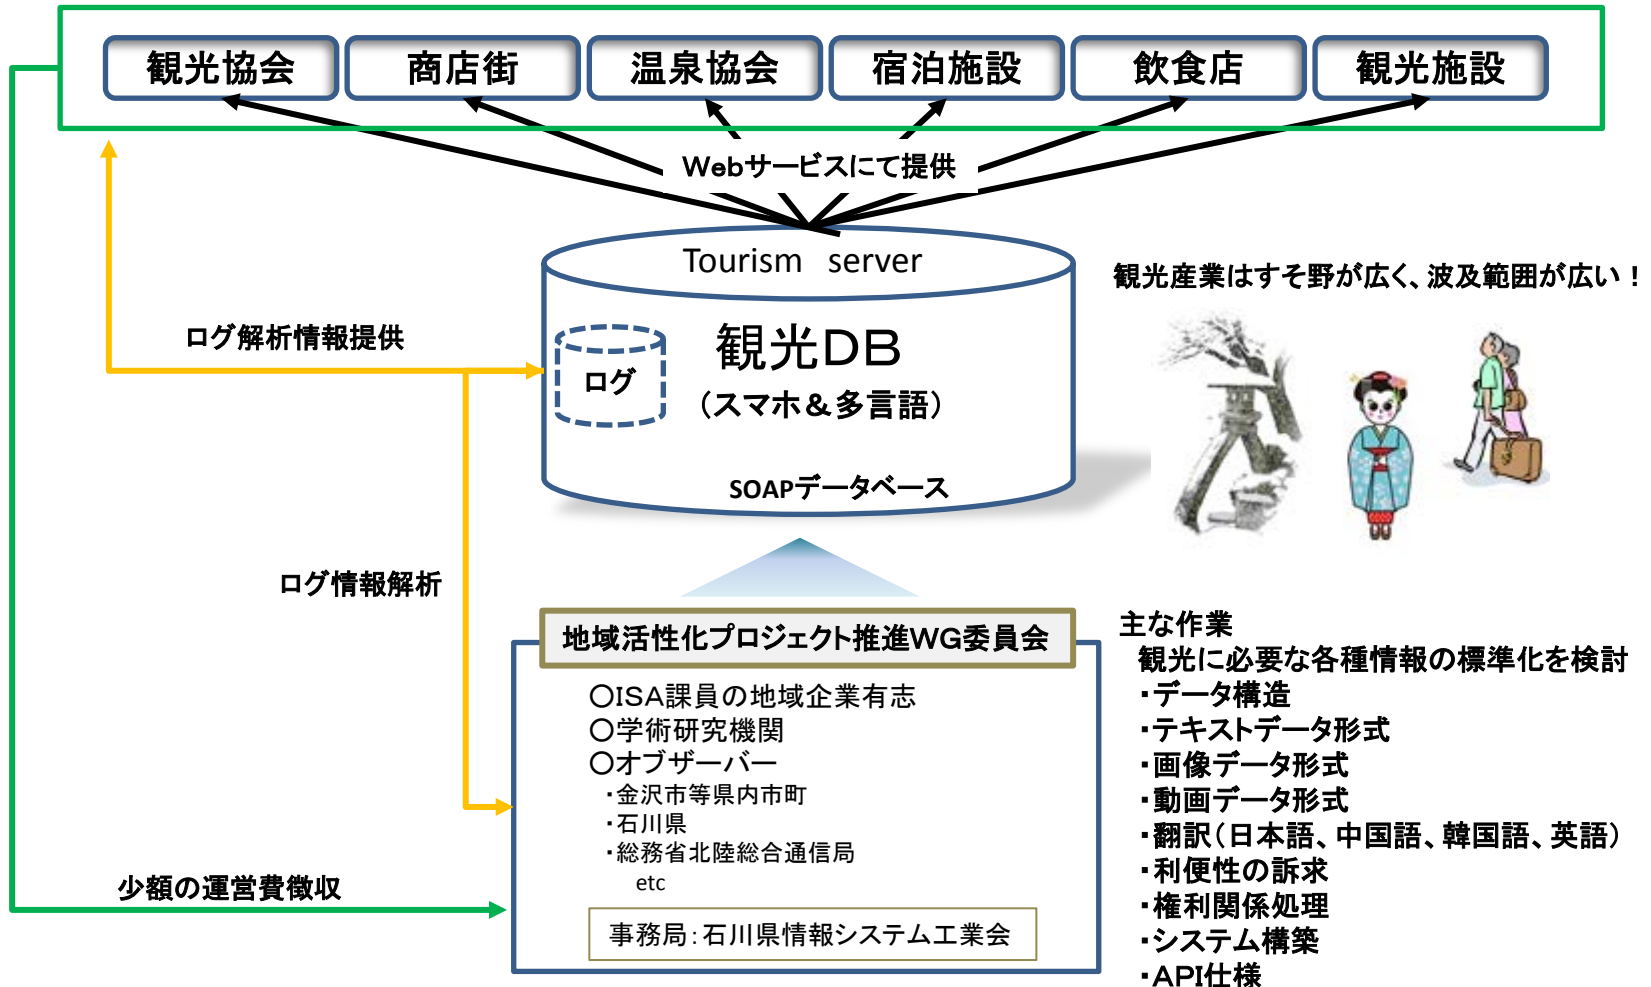 観光協会
商店街
温泉協会
宿泊施設
飲食店
観光施設
Webサービスにて提供
Tourism server
観光産業はすそ野が広く、波及範囲が広い！
ログ解析情報提供
観光DB
ログ
（スマホ＆多言語）
SOAPデータベース
ログ情報解析
地域活性化プロジェクト推進WG委員会
○ISA課員の地域企業有志
○学術研究機関
○オブザーバー
・金沢市等県内市町
・石川県
・総務省北陸総合通信局
etc
事務局：石川県情報システム工業会
少額の運営費徴収
主な作業
観光に必要な各種情報の標準化を検討
・データ構造
・テキストデータ形式
・画像データ形式
・動画データ形式
・翻訳（日本語、中国語、韓国語、英語）
・利便性の訴求
・権利関係処理
・システム構築
・API仕様